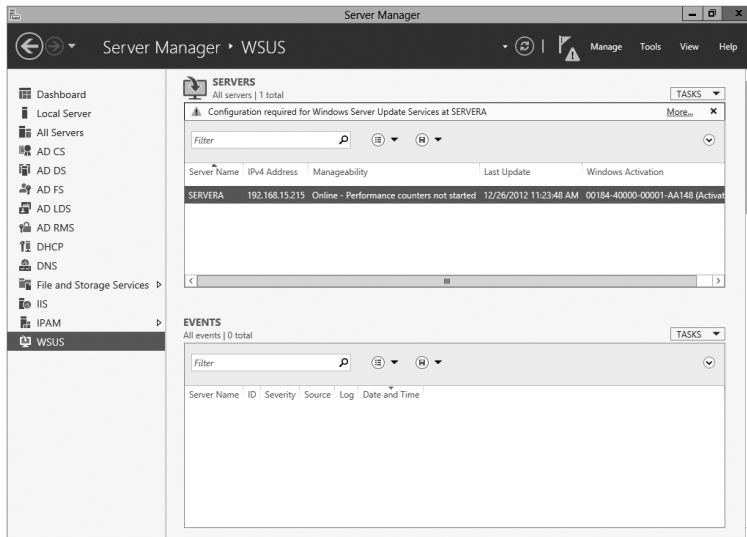 Server Manager
Server Manager ‣ WSUS
Manage Tools View Help
Dashboard
Local Server
All Servers
AD CS
AD DS
AD FS
AD LDS
AD RMS
DHCP
DNS
File and Storage Services
IIS
IPAM
WSUS
SERVERS
All servers | 1 total
TASKS
Configuration required for Windows Server Update Services at SERVERA More...
Filter
Server Name IPv4 Address Manageability Last Update Windows Activation
SERVERA 192.168.15.215 Online - Performance counters not started 12/26/2012 11:23:48 AM 00184-40000-00001-AA148 (Activat
EVENTS
All events | 0 total
TASKS
Filter
Server Name ID Severity Source Log Date and Time